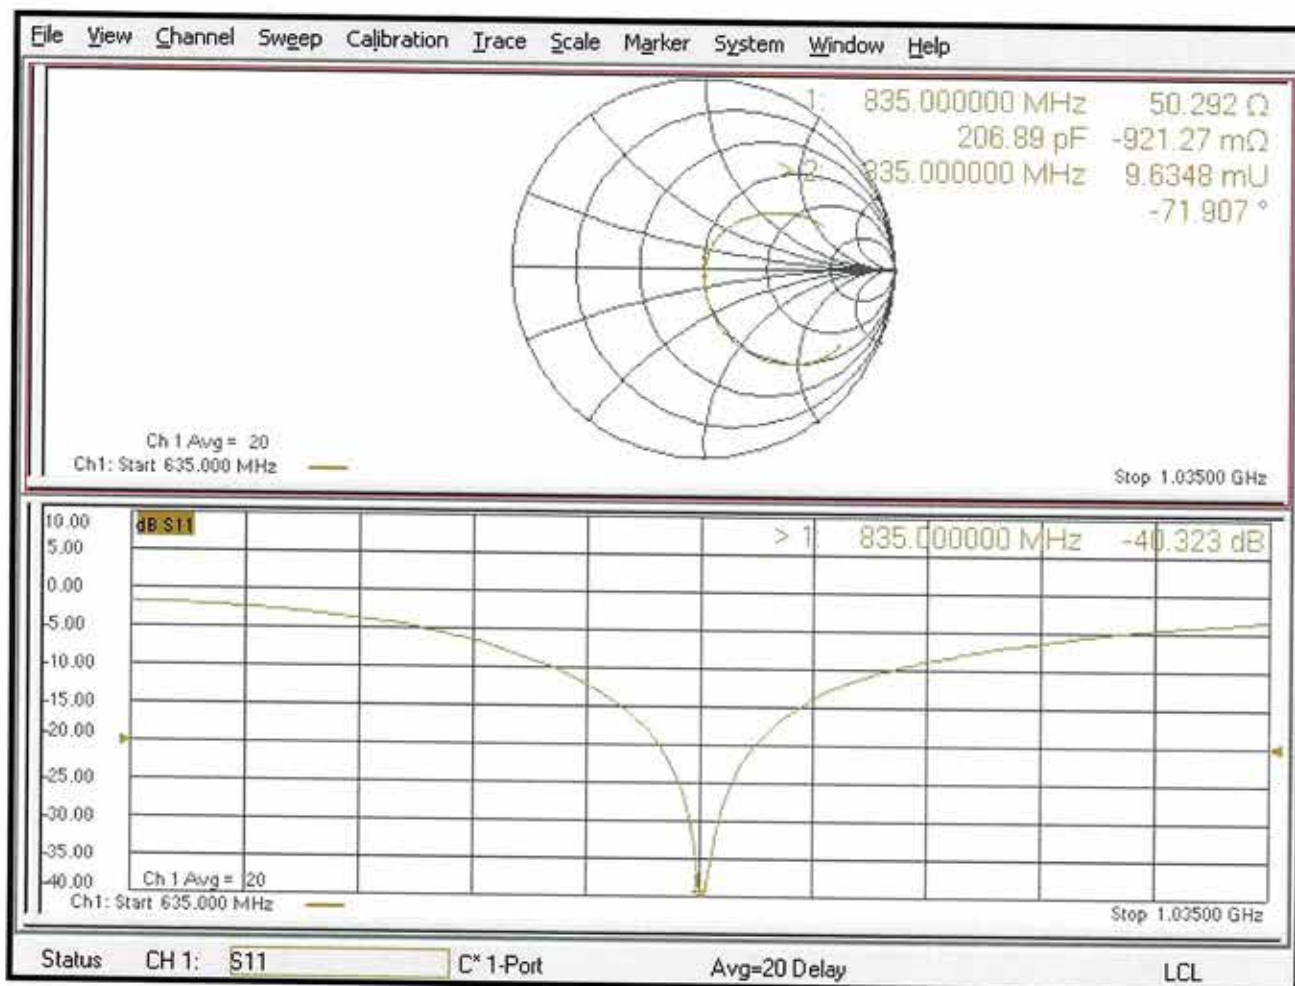 File View Channel Sweep Calibration Trace Scale Marker System Window Help
1: 835.000000 MHz 50.292 Ω
206.89 pF -921.27 mΩ
> 2: 835.000000 MHz 9.6348 mU
-71.907 °
Ch 1 Avg = 20
Ch1: Start 635.000 MHz
Stop 1.03500 GHz
10.00
dB S11
> 1: 835.000000 MHz -40.323 dB
5.00
0.00
-5.00
-10.00
-15.00
-20.00
-25.00
-30.00
-35.00
-40.00
Ch 1 Avg = 20
Ch1: Start 635.000 MHz
Stop 1.03500 GHz
Status CH 1: S11 C* 1-Port Avg=20 Delay LCL